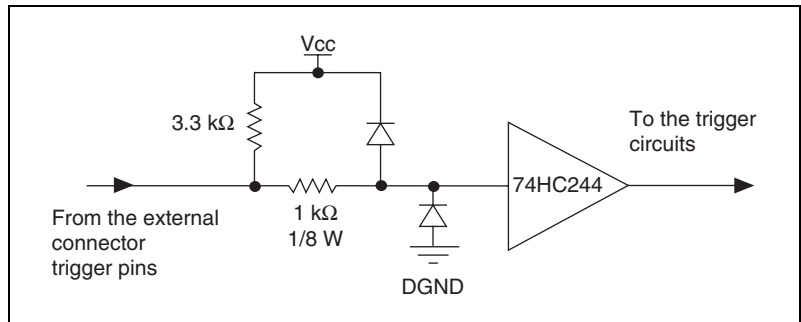 Vcc
3.3 kΩ
To the trigger
circuits
74HC244
From the external
connector
trigger pins
1 kΩ
1/8 W
DGND